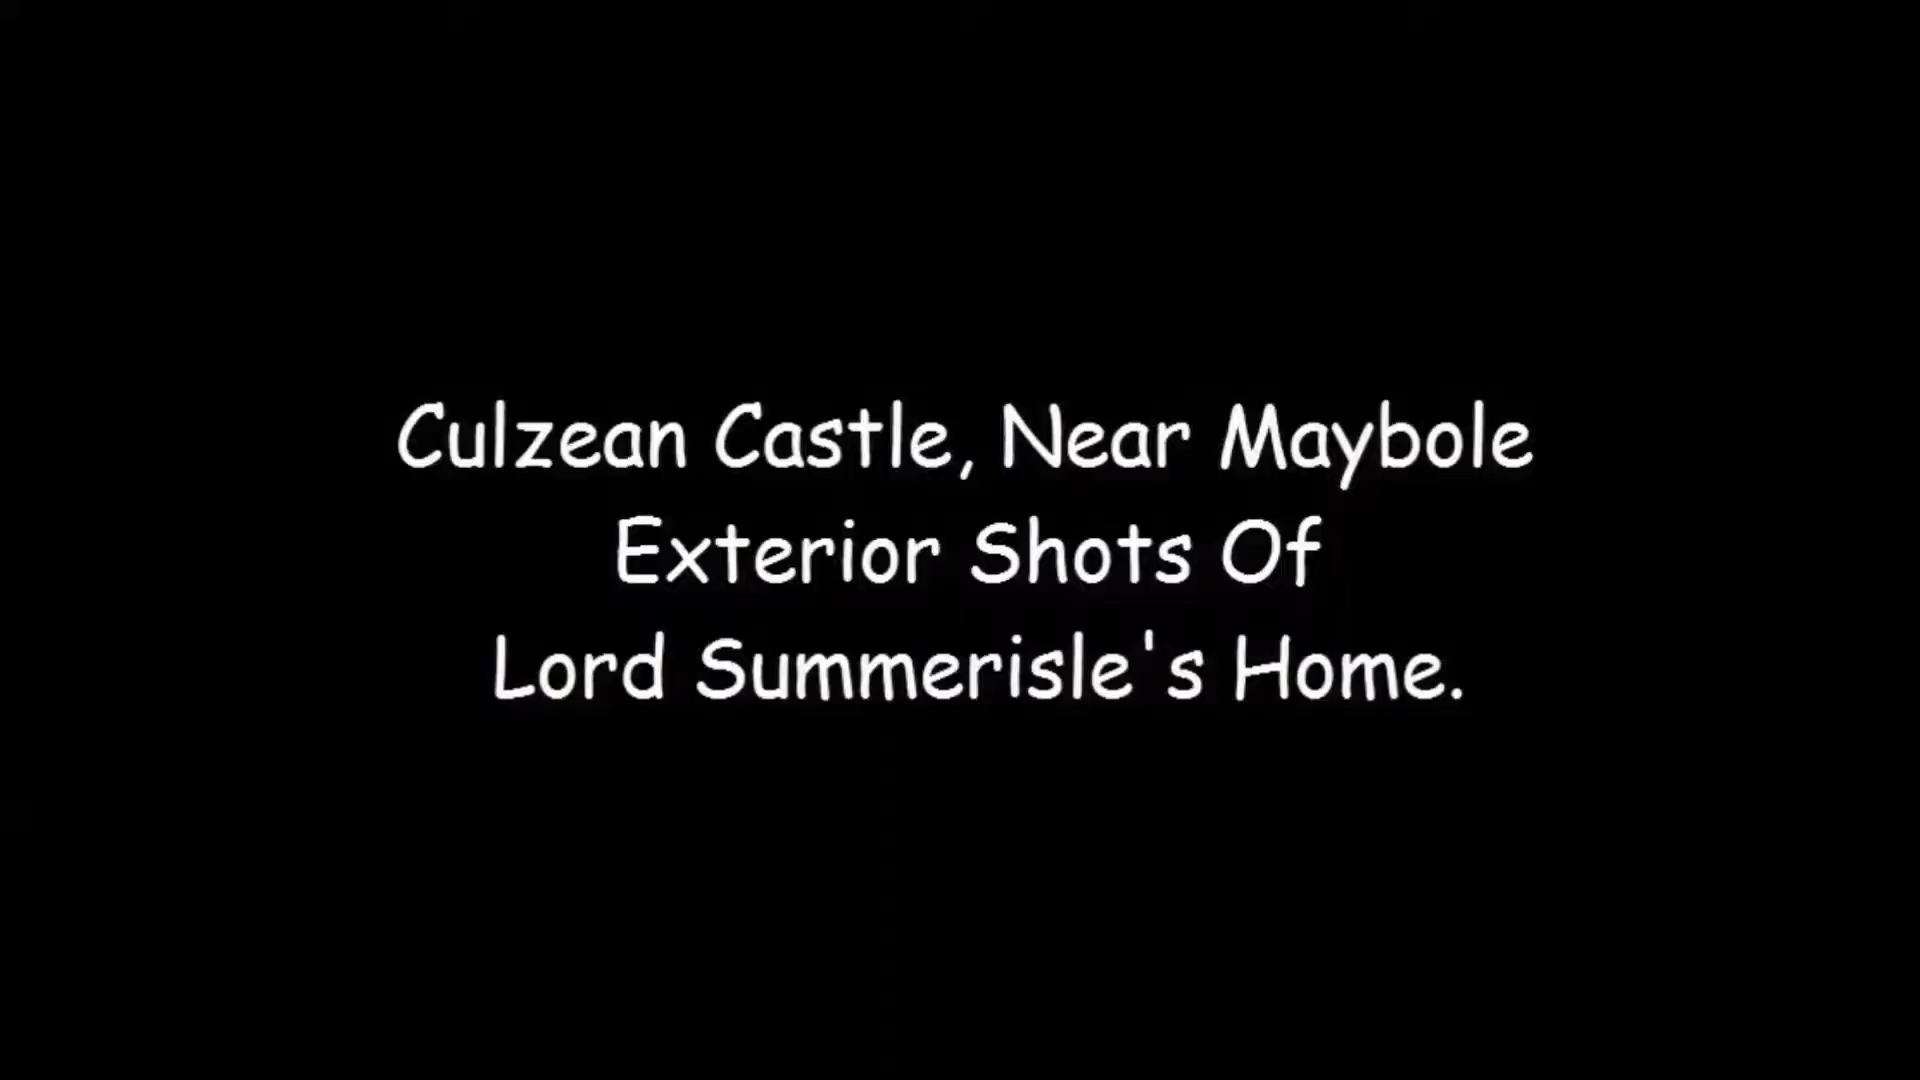 Culzean Castle, Near Maybole
Exterior Shots Of
Lord Summerisle's Home.